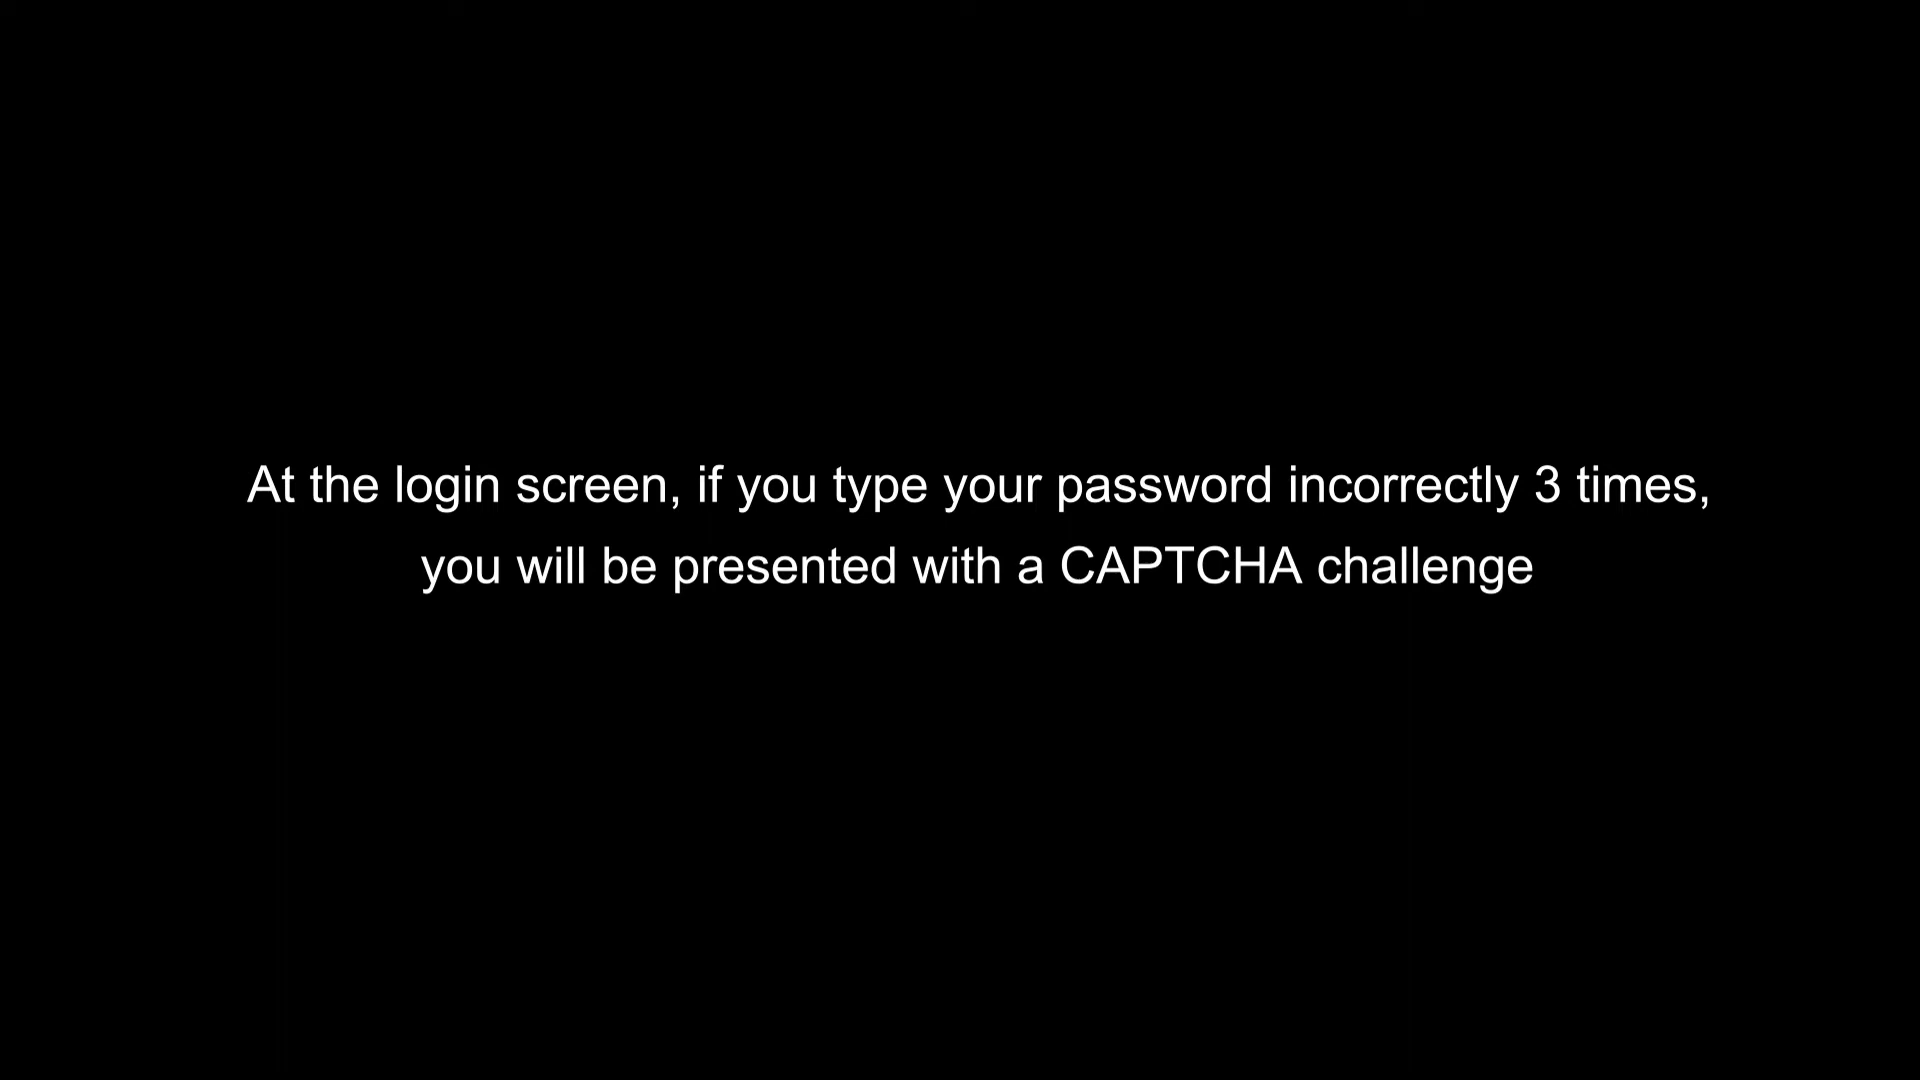 At the login screen, if you type your password incorrectly 3 times,
you will be presented with a CAPTCHA challenge